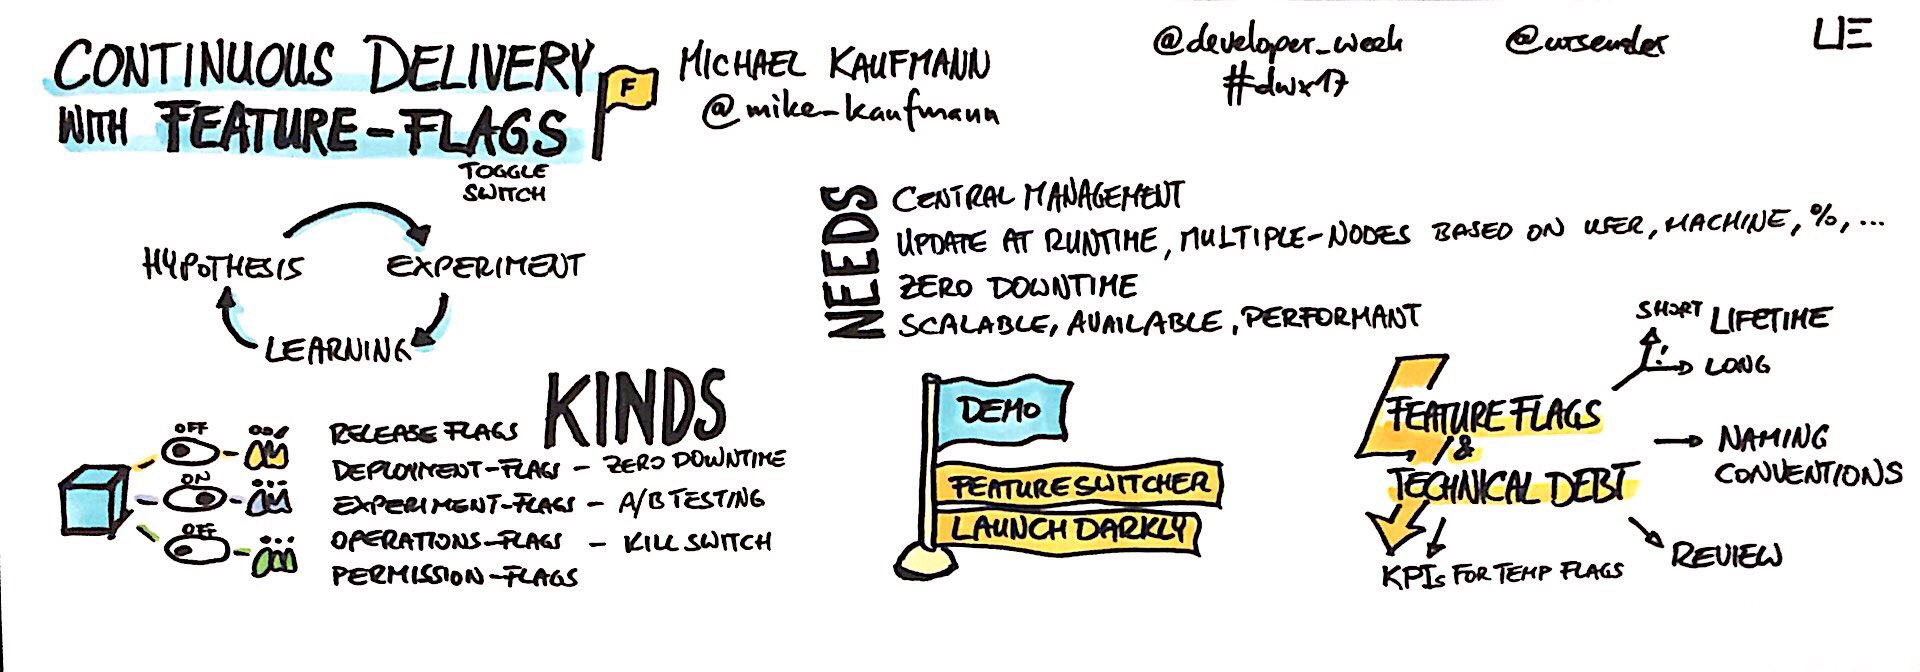 CONTINUOUS DELIVERY
WITH FEATURE-FLAGS
TOGGLE
SWITCH
F
MICHAEL KAUFMANN
@mike_kaufmann
@developer_week
#dwx17
HYPOTHESIS
EXPERIMENT
LEARNING
NEEDS
CENTRAL MANAGEMENT
UPDATE AT RUNTIME, MULTIPLE-NODES BASED ON USER, MACHINE, %, ...
ZERO DOWNTIME
SCALABLE, AVAILABLE, PERFORMANT
KINDS
OFF
ON
OFF
RELEASE FLAGS
DEPLOYMENT-FLAGS – ZERO DOWNTIME
EXPERIMENT-FLAGS – A/B TESTING
OPERATIONS-FLAGS – KILL SWITCH
PERMISSION-FLAGS
DEMO
FEATURESWITCHER
LAUNCH DARKLY
FEATURE FLAGS
&
TECHNICAL DEBT
SHORT LIFETIME
! LONG
NAMING
CONVENTIONS
REVIEW
KPIs FOR TEMP FLAGS